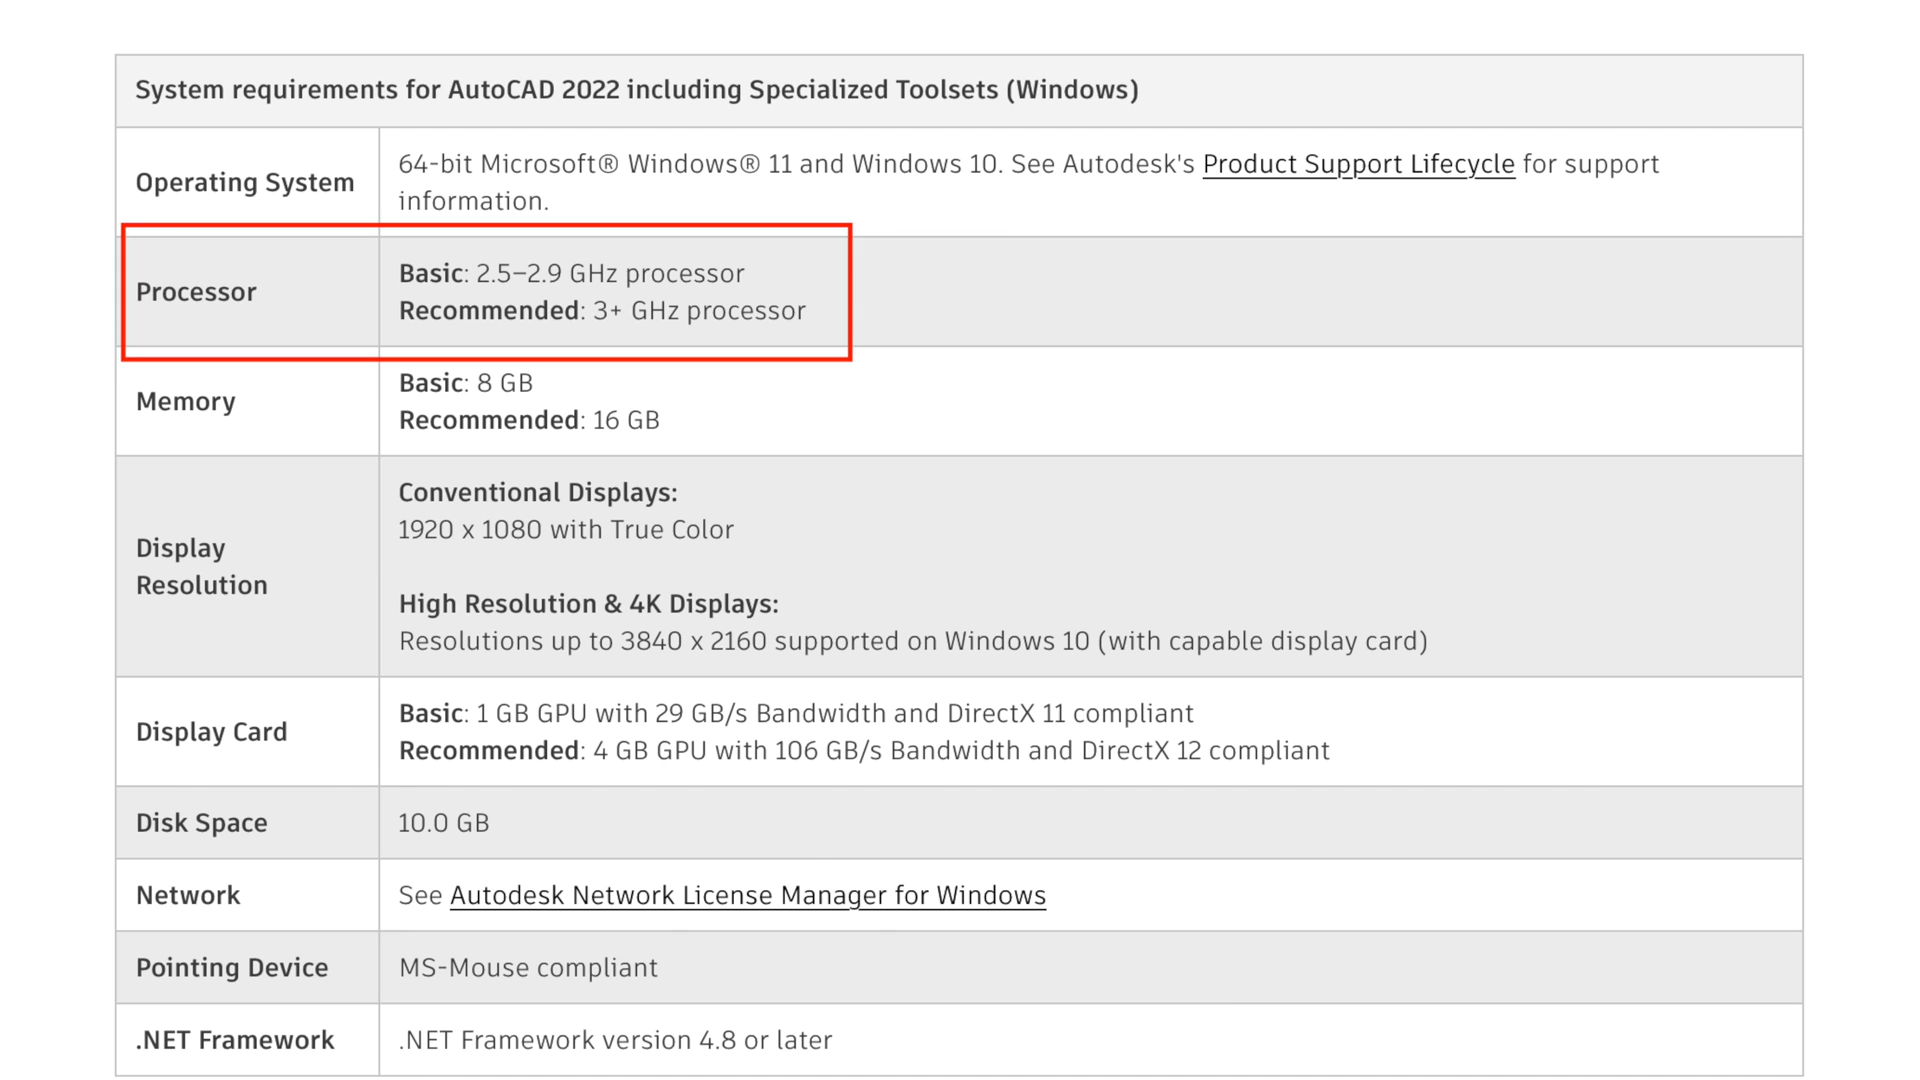 System requirements for AutoCAD 2022 including Specialized Toolsets (Windows)
Operating System
64-bit Microsoft® Windows® 11 and Windows 10. See Autodesk's Product Support Lifecycle for support
information.
Processor
Basic: 2.5–2.9 GHz processor
Recommended: 3+ GHz processor
Memory
Basic: 8 GB
Recommended: 16 GB
Display
Resolution
Conventional Displays:
1920 x 1080 with True Color
High Resolution & 4K Displays:
Resolutions up to 3840 x 2160 supported on Windows 10 (with capable display card)
Display Card
Basic: 1 GB GPU with 29 GB/s Bandwidth and DirectX 11 compliant
Recommended: 4 GB GPU with 106 GB/s Bandwidth and DirectX 12 compliant
Disk Space
10.0 GB
Network
See Autodesk Network License Manager for Windows
Pointing Device
MS-Mouse compliant
.NET Framework
.NET Framework version 4.8 or later